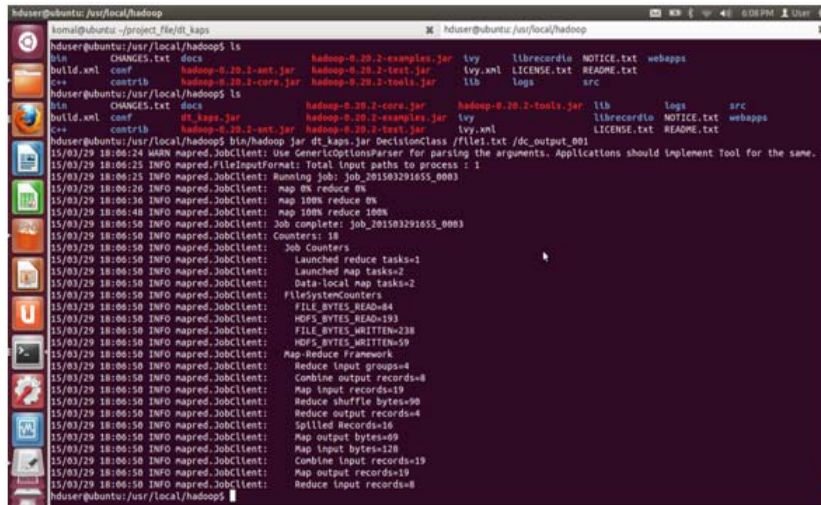 hduser@ubuntu: /usr/local/hadoop
6:08 PM User
komal@ubuntu: ~/project_file/dt_kaps hduser@ubuntu: /usr/local/hadoop
hduser@ubuntu:/usr/local/hadoop$ ls
bin CHANGES.txt docs hadoop-0.20.2-examples.jar ivy librecordio NOTICE.txt webapps
build.xml conf hadoop-0.20.2-ant.jar hadoop-0.20.2-test.jar ivy.xml LICENSE.txt README.txt
c++ contrib hadoop-0.20.2-core.jar hadoop-0.20.2-tools.jar lib logs src
hduser@ubuntu:/usr/local/hadoop$ ls
bin CHANGES.txt docs hadoop-0.20.2-core.jar hadoop-0.20.2-tools.jar lib logs src
build.xml conf dt_kaps.jar hadoop-0.20.2-examples.jar ivy librecordio NOTICE.txt webapps
c++ contrib hadoop-0.20.2-ant.jar hadoop-0.20.2-test.jar ivy.xml LICENSE.txt README.txt
hduser@ubuntu:/usr/local/hadoop$ bin/hadoop jar dt_kaps.jar DecisionClass /file1.txt /dc_output_001
15/03/29 18:06:24 WARN mapred.JobClient: Use GenericOptionsParser for parsing the arguments. Applications should implement Tool for the same.
15/03/29 18:06:25 INFO mapred.FileInputFormat: Total input paths to process : 1
15/03/29 18:06:25 INFO mapred.JobClient: Running job: job_201503291655_0003
15/03/29 18:06:26 INFO mapred.JobClient: map 0% reduce 0%
15/03/29 18:06:36 INFO mapred.JobClient: map 100% reduce 0%
15/03/29 18:06:48 INFO mapred.JobClient: map 100% reduce 100%
15/03/29 18:06:50 INFO mapred.JobClient: Job complete: job_201503291655_0003
15/03/29 18:06:50 INFO mapred.JobClient: Counters: 18
15/03/29 18:06:50 INFO mapred.JobClient: Job Counters
15/03/29 18:06:50 INFO mapred.JobClient: Launched reduce tasks=1
15/03/29 18:06:50 INFO mapred.JobClient: Launched map tasks=2
15/03/29 18:06:50 INFO mapred.JobClient: Data-local map tasks=2
15/03/29 18:06:50 INFO mapred.JobClient: FileSystemCounters
15/03/29 18:06:50 INFO mapred.JobClient: FILE_BYTES_READ=84
15/03/29 18:06:50 INFO mapred.JobClient: HDFS_BYTES_READ=193
15/03/29 18:06:50 INFO mapred.JobClient: FILE_BYTES_WRITTEN=238
15/03/29 18:06:50 INFO mapred.JobClient: HDFS_BYTES_WRITTEN=59
15/03/29 18:06:50 INFO mapred.JobClient: Map-Reduce Framework
15/03/29 18:06:50 INFO mapred.JobClient: Reduce input groups=4
15/03/29 18:06:50 INFO mapred.JobClient: Combine output records=8
15/03/29 18:06:50 INFO mapred.JobClient: Map input records=19
15/03/29 18:06:50 INFO mapred.JobClient: Reduce shuffle bytes=90
15/03/29 18:06:50 INFO mapred.JobClient: Reduce output records=4
15/03/29 18:06:50 INFO mapred.JobClient: Spilled Records=16
15/03/29 18:06:50 INFO mapred.JobClient: Map output bytes=69
15/03/29 18:06:50 INFO mapred.JobClient: Map input bytes=128
15/03/29 18:06:50 INFO mapred.JobClient: Combine input records=19
15/03/29 18:06:50 INFO mapred.JobClient: Map output records=19
15/03/29 18:06:50 INFO mapred.JobClient: Reduce input records=8
hduser@ubuntu:/usr/local/hadoop$